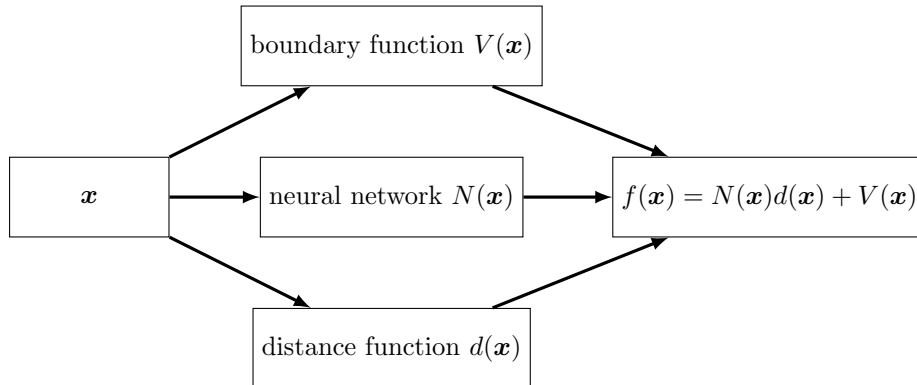 boundary function V(x)
x
neural network N(x)
f(x) = N(x)d(x) + V(x)
distance function d(x)